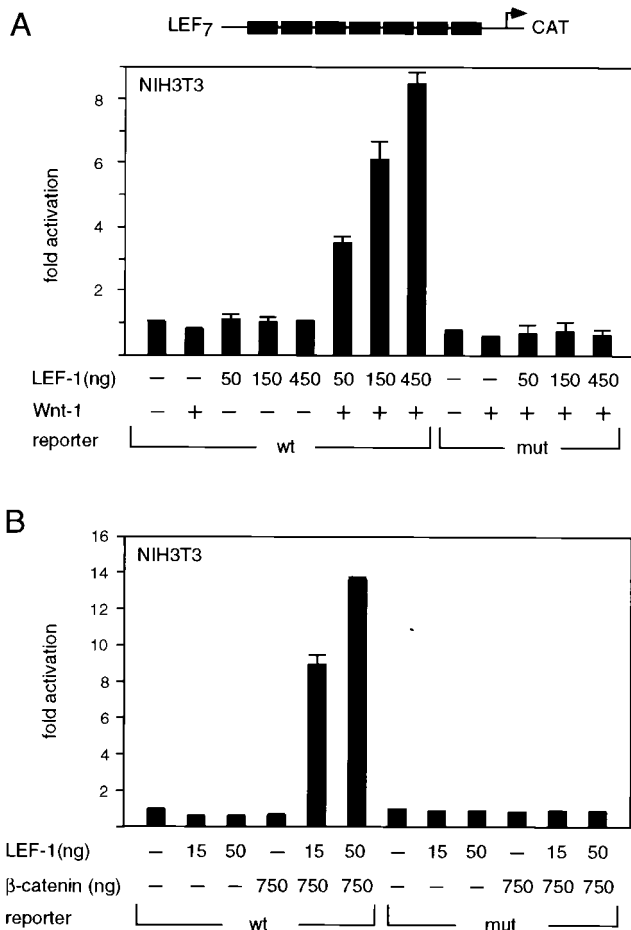 A
LEF7 CAT
NIH3T3
8
6
4
2
fold activation
LEF-1(ng) – – 50 150 450 50 150 450 – – 50 150 450
Wnt-1 – + – – – + + + – + + + +
reporter wt mut
B
NIH3T3
16
14
12
10
8
6
4
2
fold activation
LEF-1(ng) – 15 50 – 15 50 – 15 50 – 15 50
β-catenin (ng) – – – 750 750 750 – – – 750 750 750
reporter wt mut